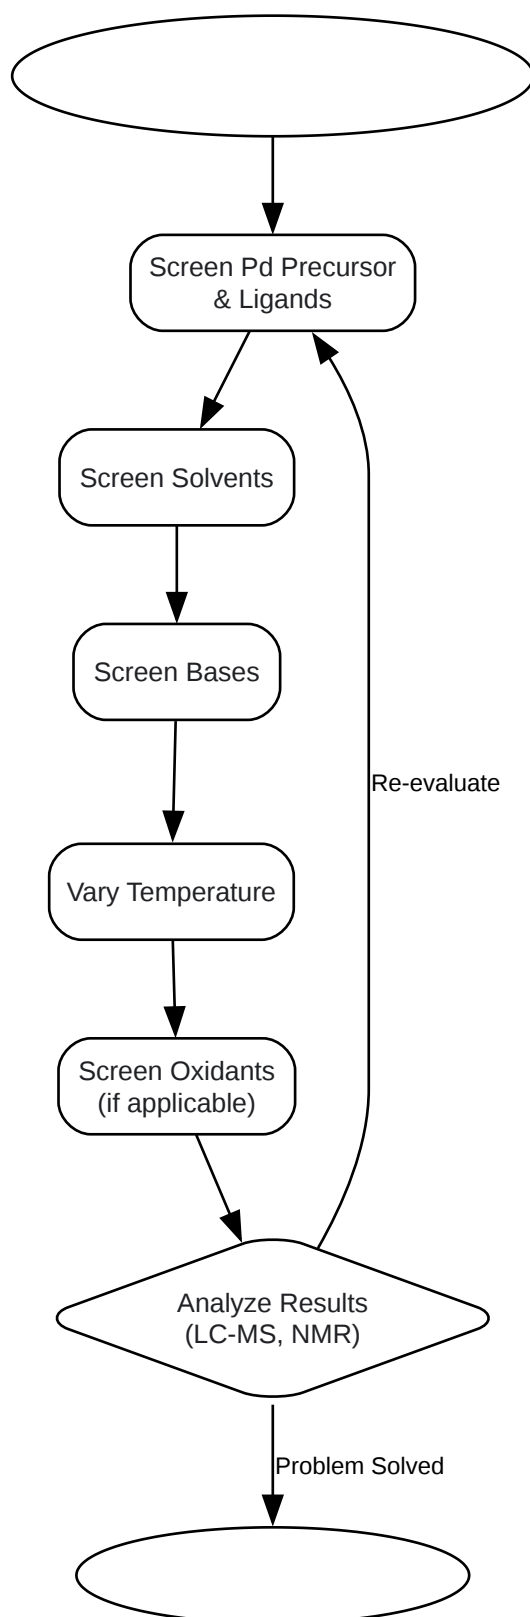 Screen Pd Precursor
& Ligands
Screen Solvents
Screen Bases
Re-evaluate
Vary Temperature
Screen Oxidants
(if applicable)
Analyze Results
(LC-MS, NMR)
Problem Solved